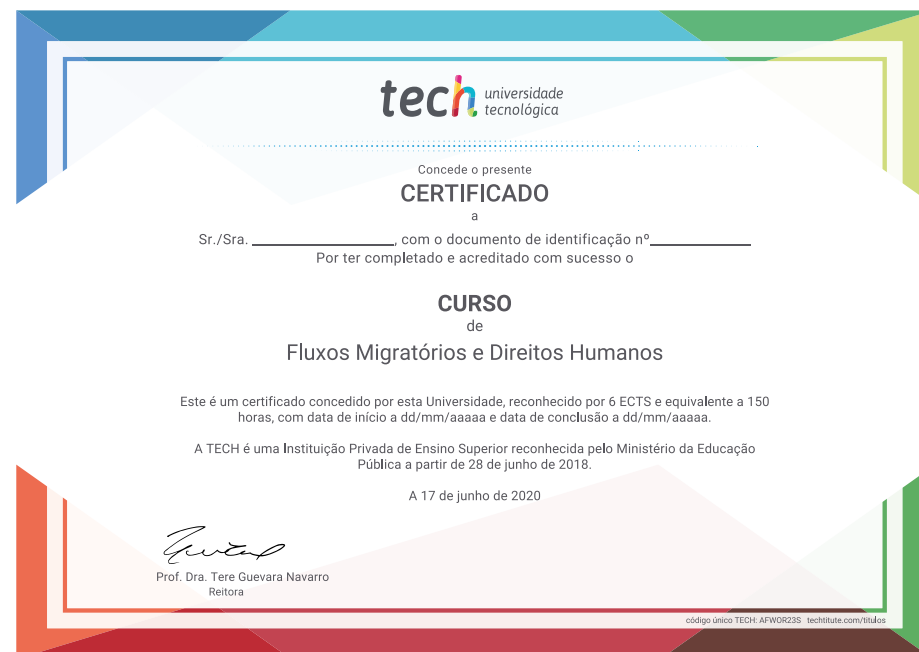 tech universidade
tecnológica
Concede o presente
CERTIFICADO
a
Sr./Sra. ____________________, com o documento de identificação nº______________
Por ter completado e acreditado com sucesso o
CURSO
de
Fluxos Migratórios e Direitos Humanos
Este é um certificado concedido por esta Universidade, reconhecido por 6 ECTS e equivalente a 150
horas, com data de início a dd/mm/aaaaa e data de conclusão a dd/mm/aaaaa.
A TECH é uma Instituição Privada de Ensino Superior reconhecida pelo Ministério da Educação
Pública a partir de 28 de junho de 2018.
A 17 de junho de 2020
Prof. Dra. Tere Guevara Navarro
Reitora
código único TECH: AFWOR23S techtitute.com/titulos